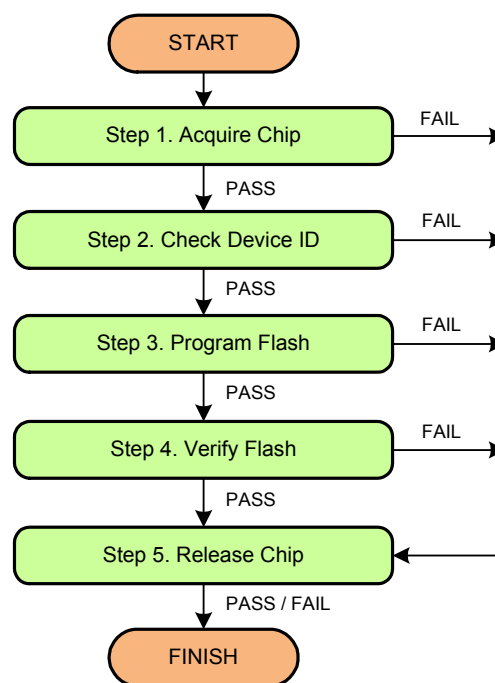 START
Step 1. Acquire Chip
FAIL
PASS
Step 2. Check Device ID
FAIL
PASS
Step 3. Program Flash
FAIL
PASS
Step 4. Verify Flash
FAIL
PASS
Step 5. Release Chip
PASS / FAIL
FINISH